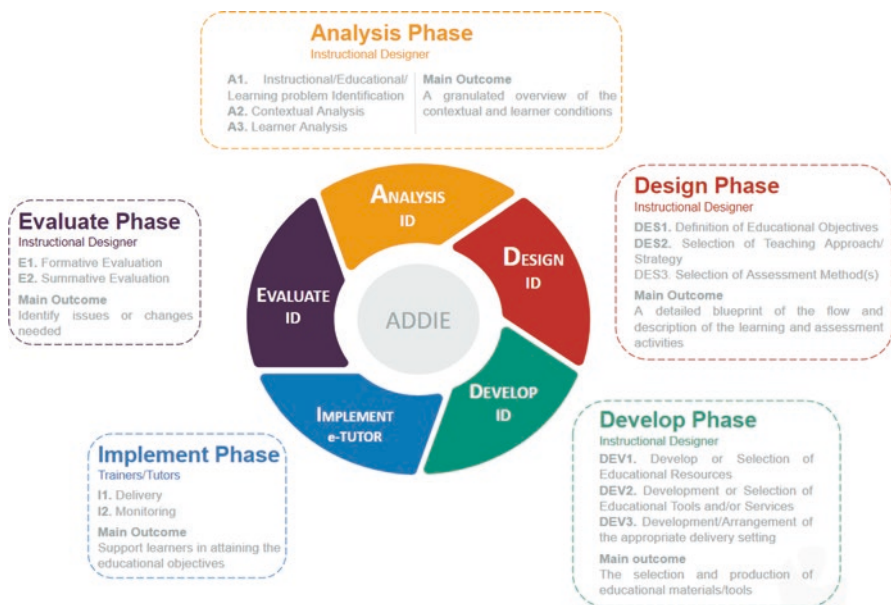 Analysis Phase
Instructional Designer
A1. Instructional/Educational/
Learning problem Identification
A2. Contextual Analysis
A3. Learner Analysis
Main Outcome
A granulated overview of the
contextual and learner conditions
Design Phase
Instructional Designer
DES1. Definition of Educational Objectives
DES2. Selection of Teaching Approach/
Strategy
DES3. Selection of Assessment Method(s)
Main Outcome
A detailed blueprint of the flow and
description of the learning and assessment
activities
Evaluate Phase
Instructional Designer
E1. Formative Evaluation
E2. Summative Evaluation
Main Outcome
Identify issues or changes
needed
ANALYSIS
ID
DESIGN
ID
EVALUATE
ID
ADDIE
DEVELOP
ID
IMPLEMENT
e-TUTOR
Implement Phase
Trainers/Tutors
I1. Delivery
I2. Monitoring
Main Outcome
Support learners in attaining the
educational objectives
Develop Phase
Instructional Designer
DEV1. Develop or Selection of
Educational Resources
DEV2. Development or Selection of
Educational Tools and/or Services
DEV3. Development/Arrangement of
the appropriate delivery setting
Main outcome
The selection and production of
educational materials/tools